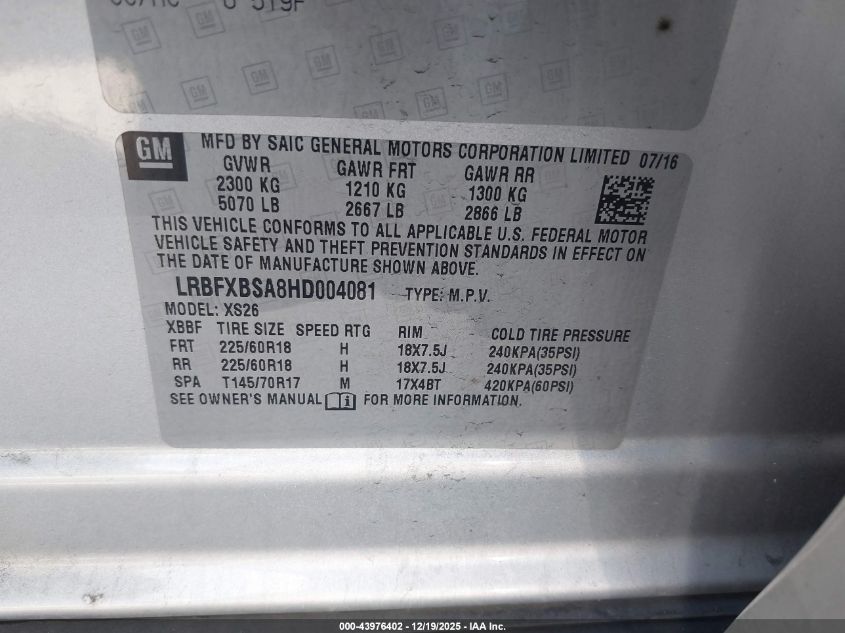 U 519F
GM
MFD BY SAIC GENERAL MOTORS CORPORATION LIMITED 07/16
GVWR GAWR FRT GAWR RR
2300 KG 1210 KG 1300 KG
5070 LB 2667 LB 2866 LB
THIS VEHICLE CONFORMS TO ALL APPLICABLE U.S. FEDERAL MOTOR
VEHICLE SAFETY AND THEFT PREVENTION STANDARDS IN EFFECT ON
THE DATE OF MANUFACTURE SHOWN ABOVE.
LRBFXBSA8HD004081 TYPE: M.P.V.
MODEL: XS26
XBBF TIRE SIZE SPEED RTG RIM COLD TIRE PRESSURE
FRT 225/60R18 H 18X7.5J 240KPA(35PSI)
RR 225/60R18 H 18X7.5J 240KPA(35PSI)
SPA T145/70R17 M 17X4BT 420KPA(60PSI)
SEE OWNER'S MANUAL i FOR MORE INFORMATION.
000-43976402 - 12/19/2025 - IAA Inc.